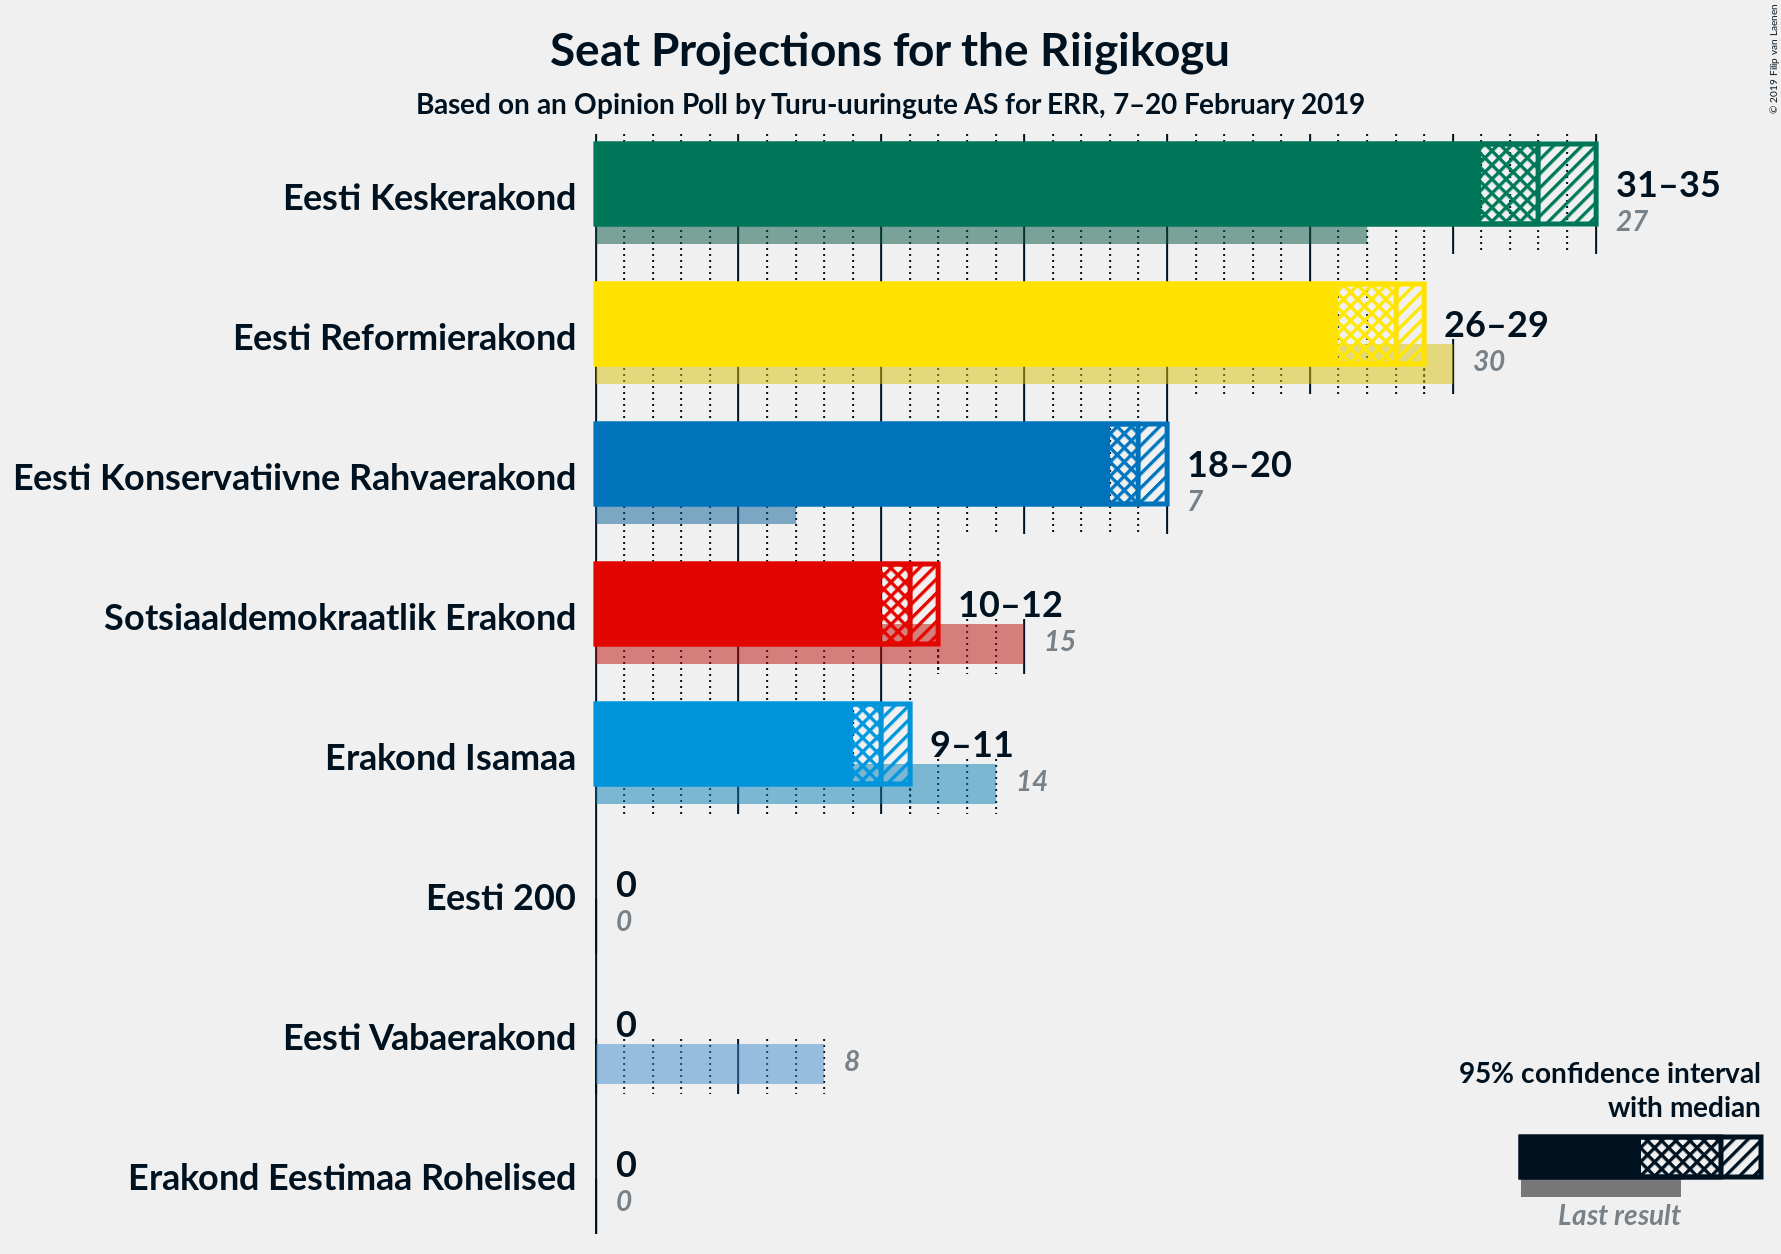 Seat Projections for the Riigikogu
Based on an Opinion Poll by Turu-uuringute AS for ERR, 7–20 February 2019
© 2019 Filip van Laenen
Eesti Keskerakond
31–35
27
Eesti Reformierakond
26–29
30
Eesti Konservatiivne Rahvaerakond
18–20
7
Sotsiaaldemokraatlik Erakond
10–12
15
Erakond Isamaa
9–11
14
Eesti 200
0
0
Eesti Vabaerakond
0
8
Erakond Eestimaa Rohelised
0
0
95% confidence interval
with median
Last result